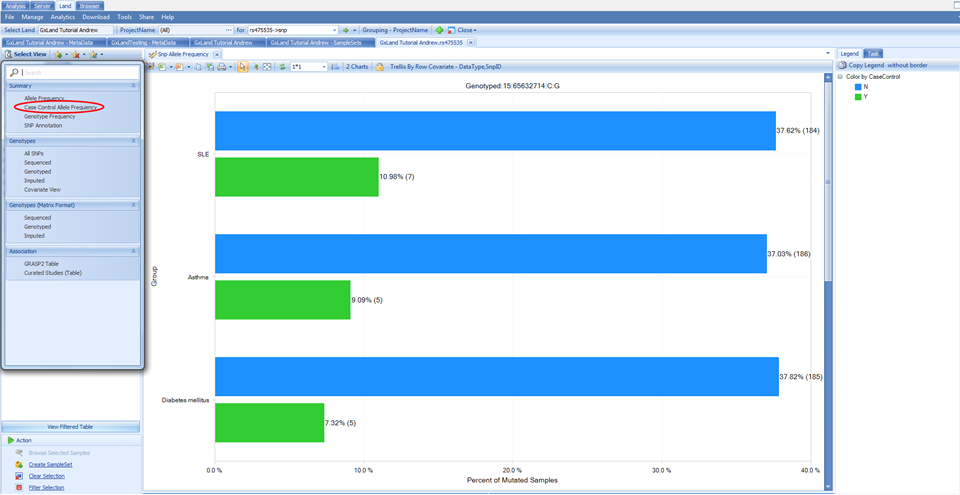 Analysis Server Land Browser
File Manage Analytics Download Tools Share Help
Select Land GxLand Tutorial Andrew ProjectName (All) for rs475535->snp Grouping - ProjectName Close
GxLand Tutorial Andrew - MetaData GxLandTesting - MetaData GxLand Tutorial Andrew GxLand Tutorial Andrew - SampleSets GxLand Tutorial Andrew.rs475535
Select View Snp Allele Frequency Legend Task
1*1 2 Charts Trellis By Row Covariate - DataType,SnpID Copy Legend without border
Search
Summary
Allele Frequency
Case Control Allele Frequency
Genotype Frequency
SNP Annotation
Genotypes
All SNPs
Sequenced
Genotyped
Imputed
Covariate View
Genotypes (Matrix Format)
Sequenced
Genotyped
Imputed
Association
GRASP2 Table
Curated Studies (Table)
View Filtered Table
Action
Browse Selected Samples
Create SampleSet
Clear Selection
Filter Selection
Genotyped:15:65632714:C:G
Group
SLE
37.62% (184)
10.98% (7)
Asthma
37.03% (186)
9.09% (5)
Diabetes mellitus
37.82% (185)
7.32% (5)
0.0 % 10.0 % 20.0 % 30.0 % 40.0 %
Percent of Mutated Samples
Color by CaseControl
N
Y